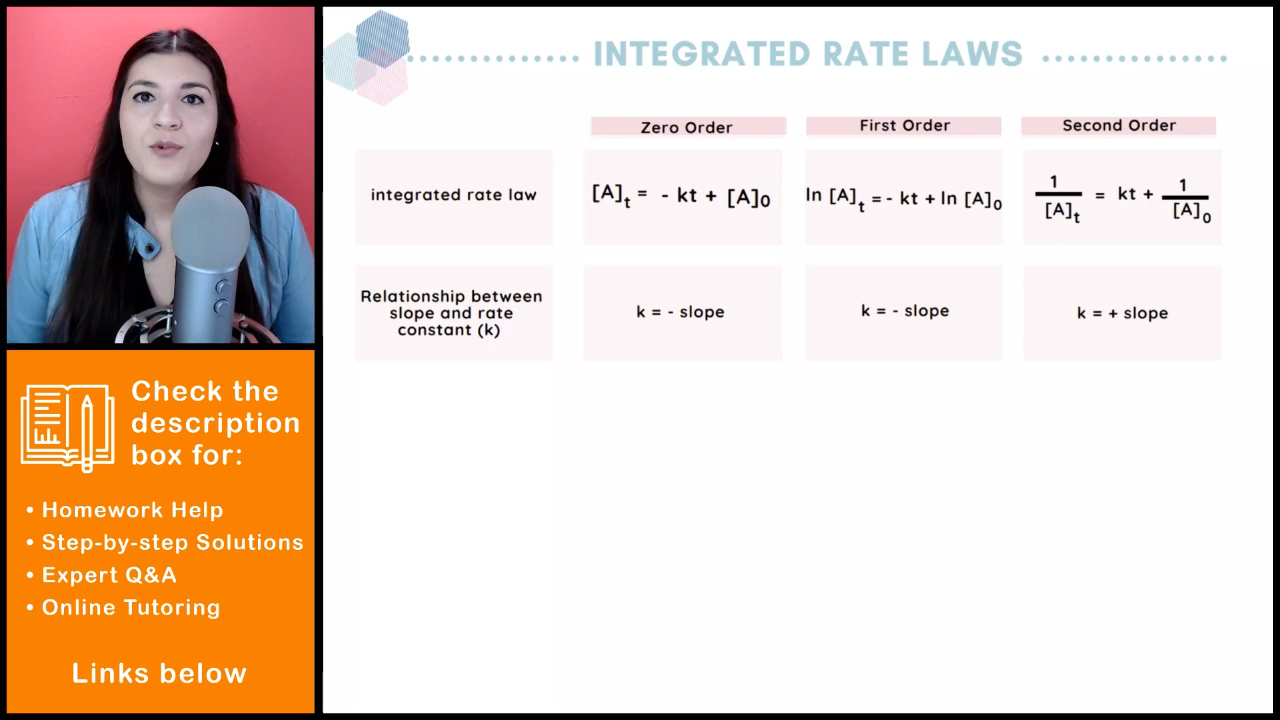 INTEGRATED RATE LAWS
Zero Order First Order Second Order
integrated rate law
[A]t = - kt + [A]0
ln [A]t = - kt + ln [A]0
1/[A]t = kt + 1/[A]0
Relationship between
slope and rate
constant (k)
k = - slope
k = - slope
k = + slope
Check the
description
box for:
• Homework Help
• Step-by-step Solutions
• Expert Q&A
• Online Tutoring
Links below